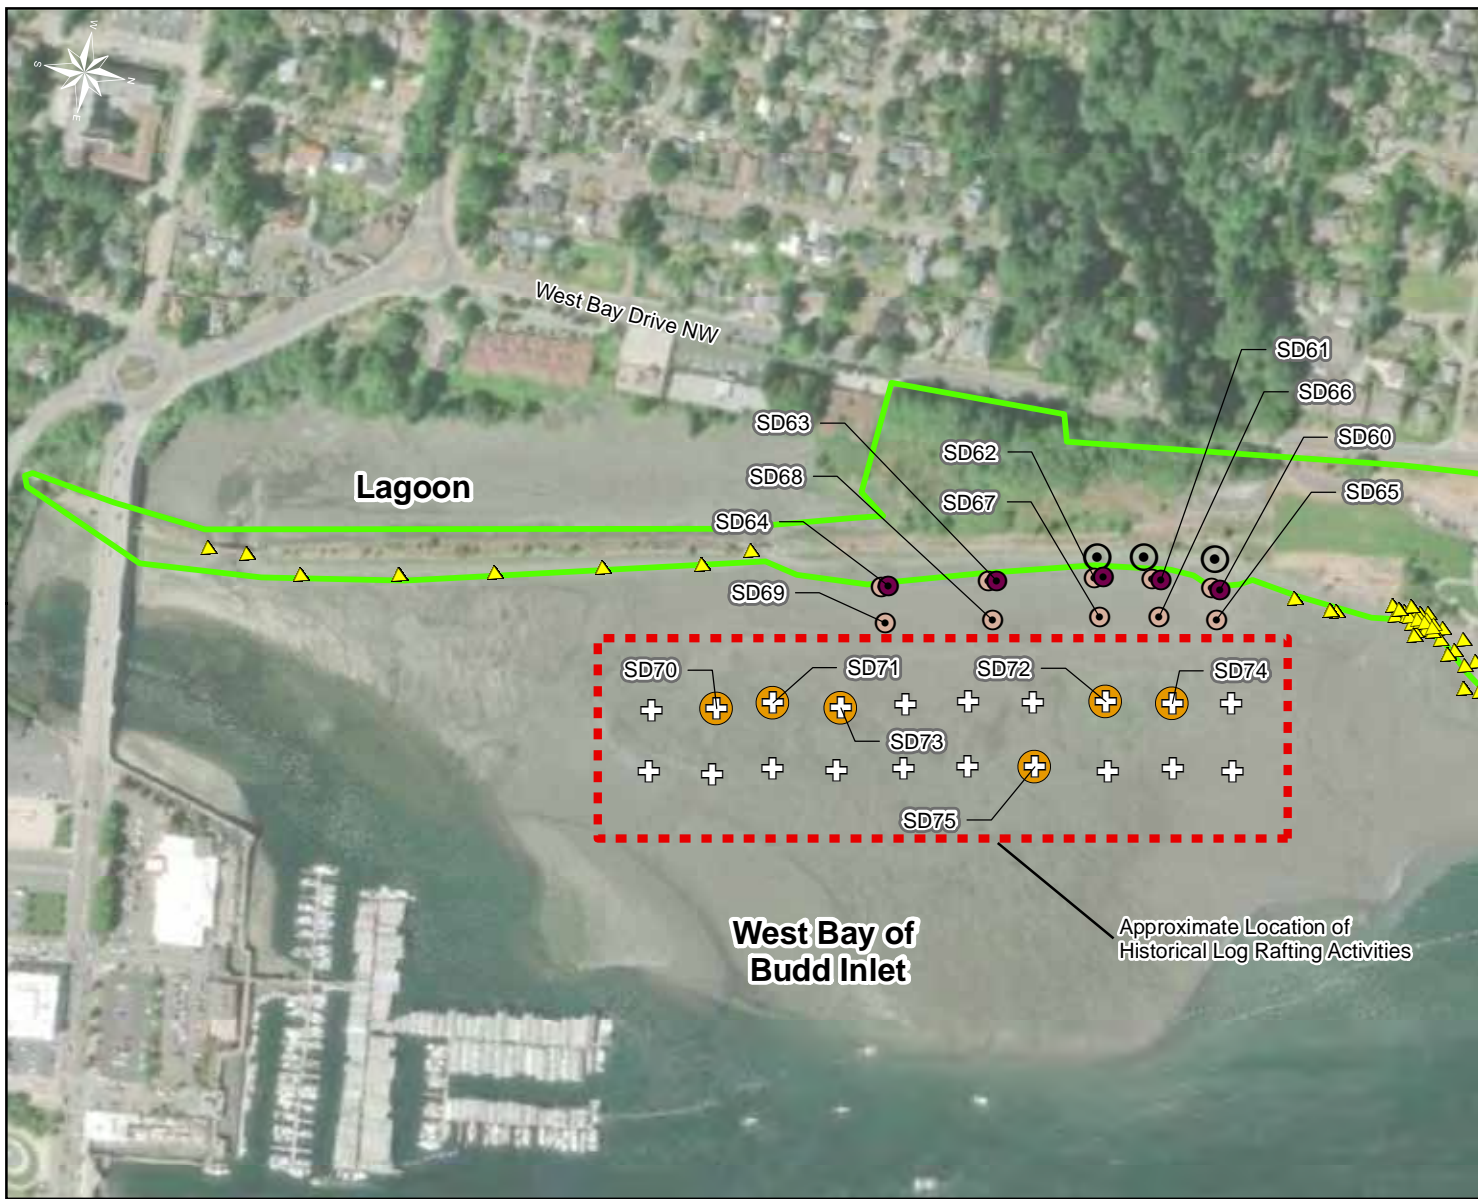 W
S
N
E
West Bay Drive NW
SD61
SD66
SD63
SD60
SD62
SD68
SD65
Lagoon
SD67
SD64
SD69
SD70
SD71
SD72
SD74
SD73
SD75
West Bay of
Budd Inlet
Approximate Location of
Historical Log Rafting Activities